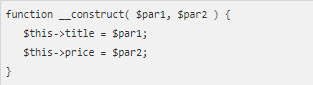 function __construct( $par1, $par2 ) {
   $this->title = $par1;
   $this->price = $par2;
}